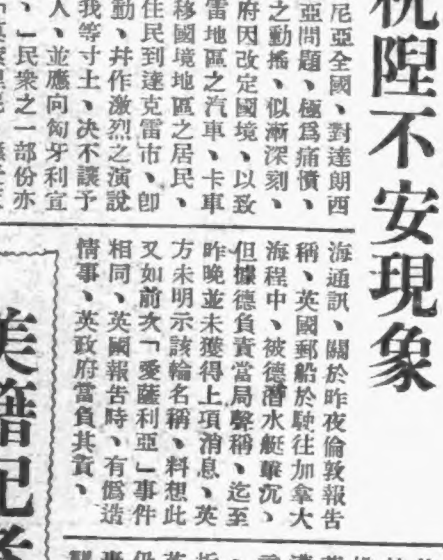 隉不安現象
尼亞全國、對達朗西
亞問題、極爲痛憤、
之動搖、似漸深刻、
府因改定國境、以致
雷地區之汽車、卡車
移國境地區之居民、
住民到達克雷市、卽
動、幷作激烈之演說
我等寸土、决不讓予
人、並應向匈牙利宣
、」民衆之一部份亦
海通訊、關於昨夜倫敦報告
稱、英國郵船於駛往加拿大
海程中、被德潛水艇轟沉、
但據德負責當局聲稱、迄至
昨晚並未獲得上項消息、英
方未明示該輪名稱、料想此
又如前次「愛薩利亞」事件
相同、英國報告時、有僞造
情事、英政府當負其責、
美籍記者